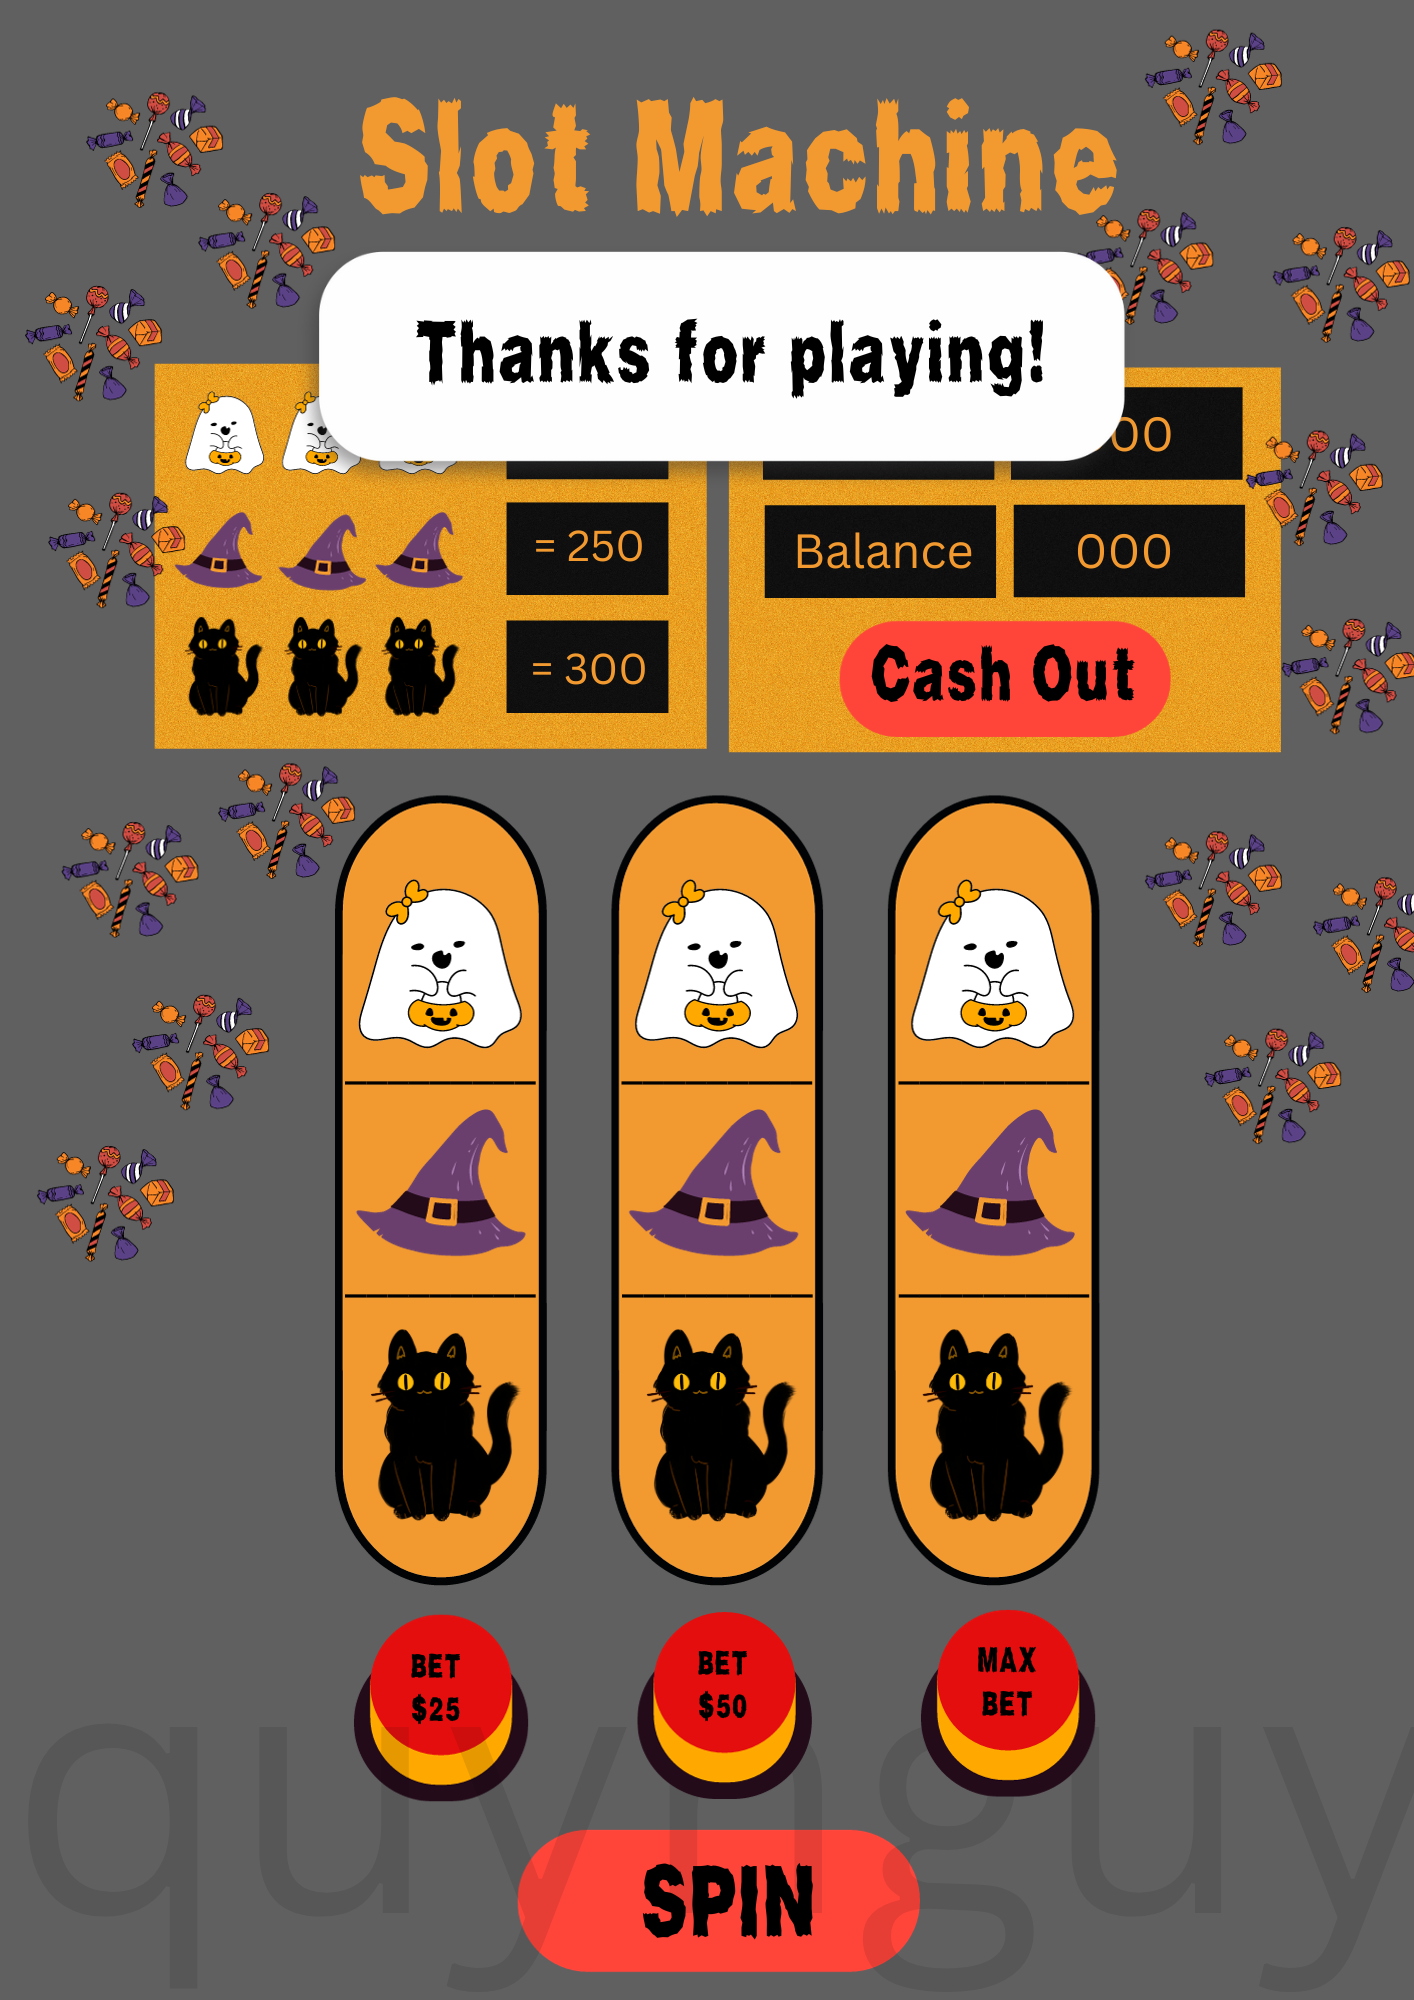 Slot Machine
Thanks for playing!
00
= 250
Balance
000
= 300
Cash Out
BET
$25
BET
$50
MAX
BET
SPIN
quynguy